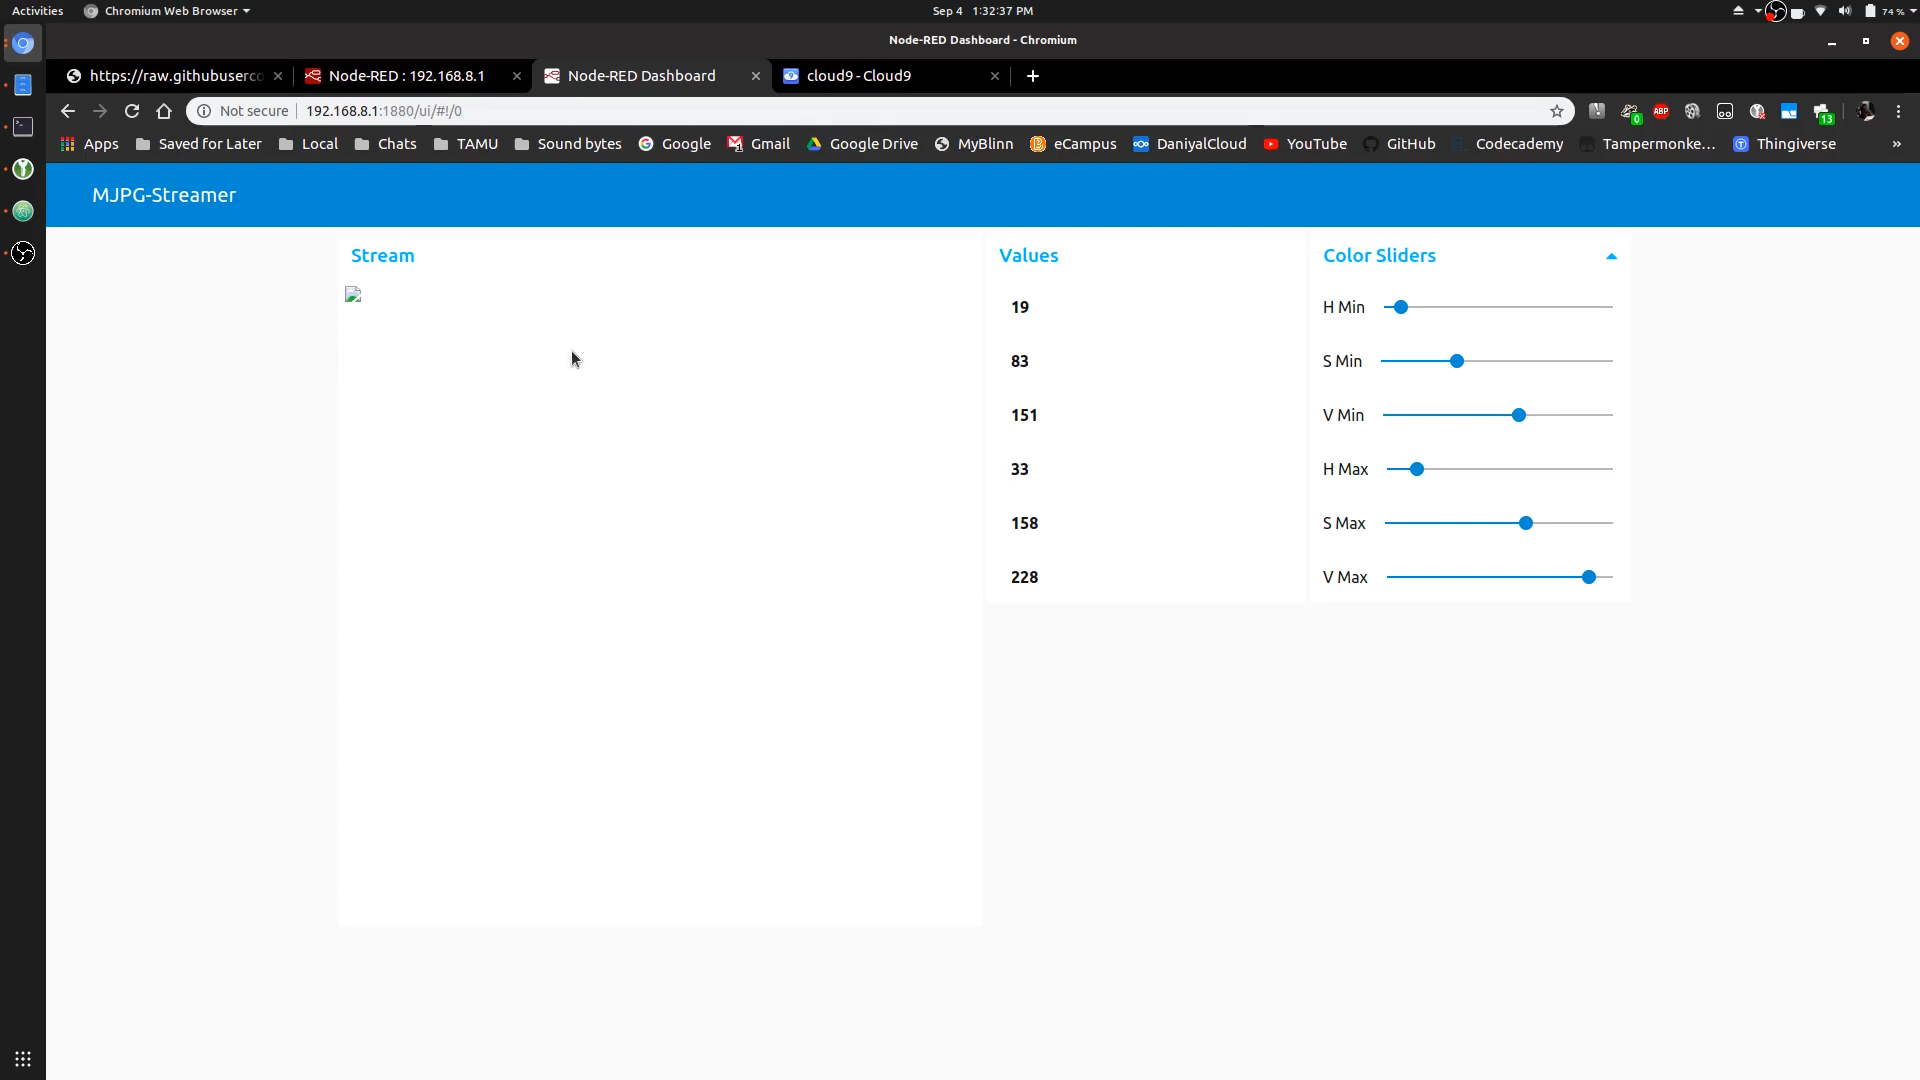 Activities Chromium Web Browser Sep 4 1:32:37 PM 74 %
Node-RED Dashboard - Chromium
https://raw.githubuserco Node-RED : 192.168.8.1 Node-RED Dashboard cloud9 - Cloud9
Not secure 192.168.8.1:1880/ui/#!/0 0 ABP 13
Apps Saved for Later Local Chats TAMU Sound bytes Google Gmail Google Drive MyBlinn eCampus DaniyalCloud YouTube GitHub Codecademy Tampermonke... Thingiverse »
MJPG-Streamer
Stream Values Color Sliders
19 H Min
83 S Min
151 V Min
33 H Max
158 S Max
228 V Max